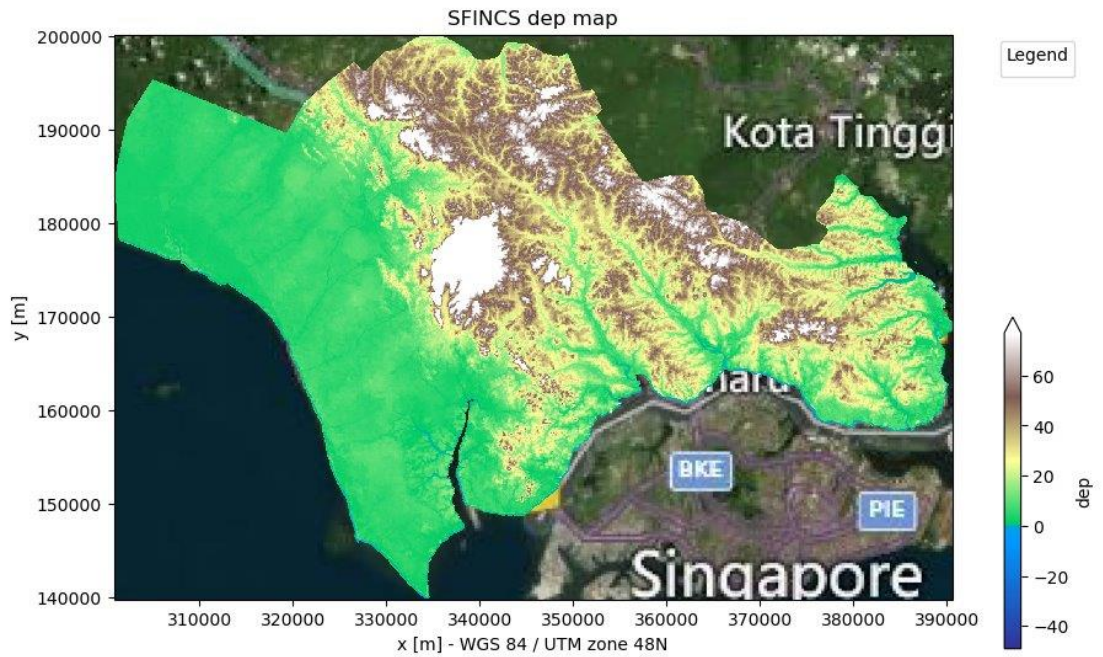 SFINCS dep map
200000
190000
180000
170000
160000
150000
140000
y [m]
310000
320000
330000
340000
350000
360000
370000
380000
390000
x [m] - WGS 84 / UTM zone 48N
Kota Tinggi
BKE
PIE
Singapore
Legend
60
40
20
0
−20
−40
dep